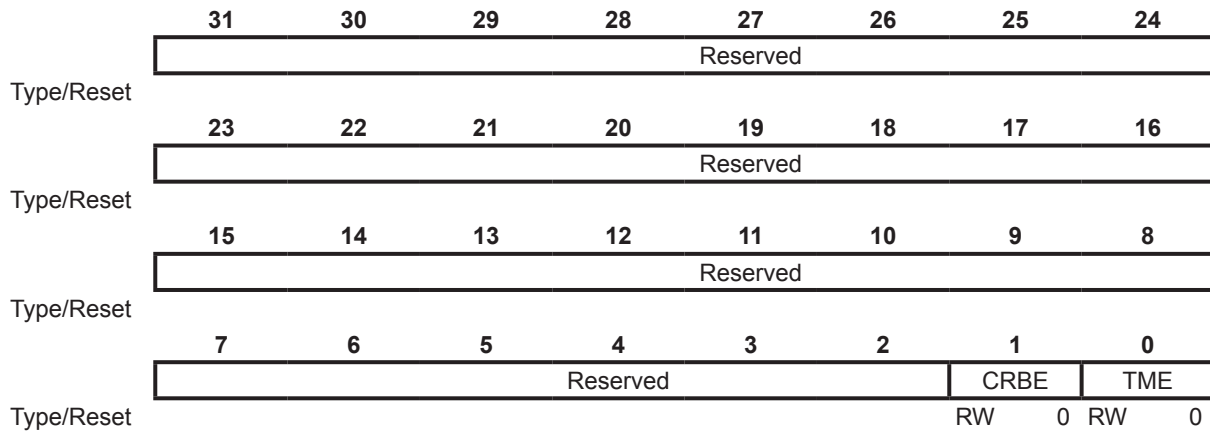 31 30 29 28 27 26 25 24
Reserved
Type/Reset
23 22 21 20 19 18 17 16
Reserved
Type/Reset
15 14 13 12 11 10 9 8
Reserved
Type/Reset
7 6 5 4 3 2 1 0
Reserved CRBE TME
Type/Reset RW 0 RW 0